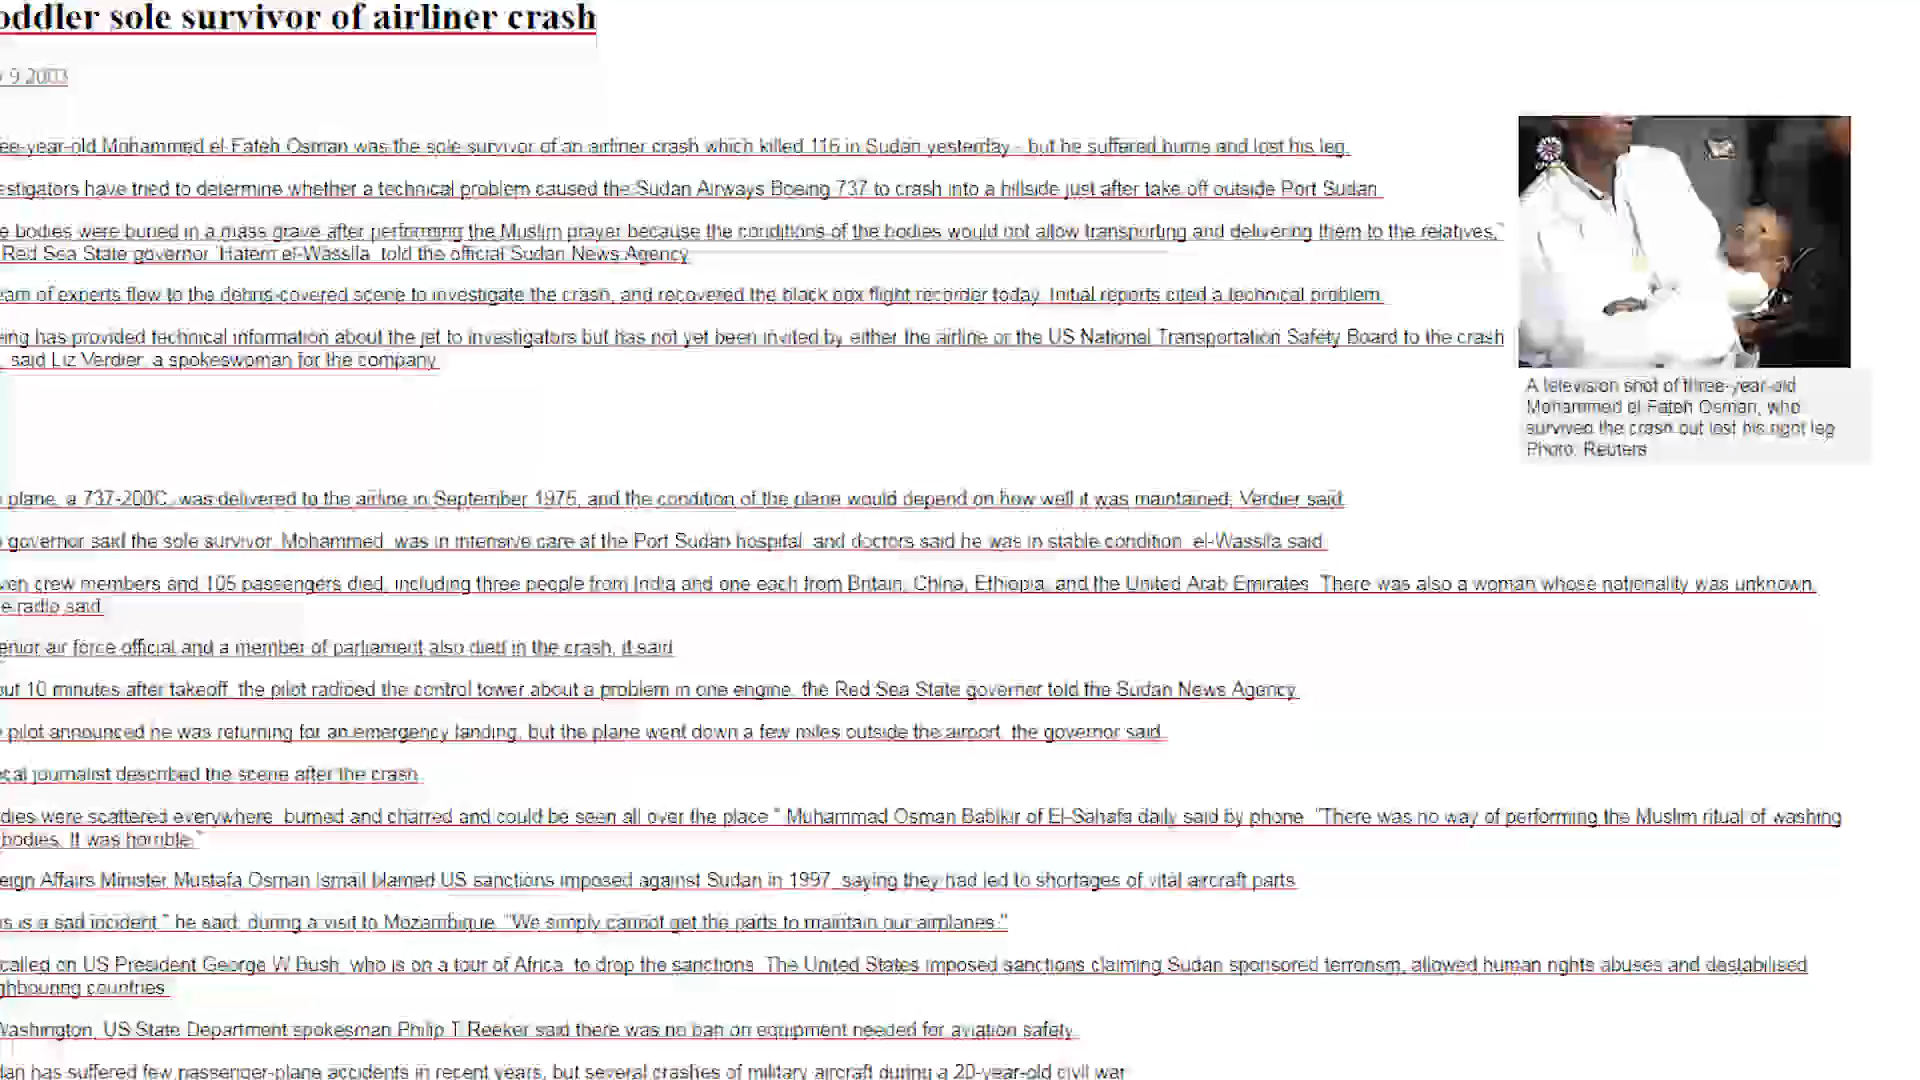 oddler sole survivor of airliner crash
9 2003
ee-year-old Mohammed el-Fateh Osman was the sole survivor of an airliner crash which killed 116 in Sudan yesterday - but he suffered burns and lost his leg.
estigators have tried to determine whether a technical problem caused the Sudan Airways Boeing 737 to crash into a hillside just after take off outside Port Sudan.
e bodies were buried in a mass grave after performing the Muslim prayer because the conditions of the bodies would not allow transporting and delivering them to the relatives,"
Red Sea State governor, Hatem el-Wassila, told the official Sudan News Agency.
eam of experts flew to the debris-covered scene to investigate the crash, and recovered the black box flight recorder today. Initial reports cited a technical problem.
eing has provided technical information about the jet to investigators but has not yet been invited by either the airline or the US National Transportation Safety Board to the crash
, said Liz Verdier, a spokeswoman for the company.
A television shot of three-year-old
Mohammed el-Fateh Osman, who
survived the crash but lost his right leg.
Photo: Reuters
plane, a 737-200C, was delivered to the airline in September 1975, and the condition of the plane would depend on how well it was maintained, Verdier said.
governor said the sole survivor, Mohammed, was in intensive care at the Port Sudan hospital, and doctors said he was in stable condition, el-Wassila said.
ven crew members and 105 passengers died, including three people from India and one each from Britain, China, Ethiopia, and the United Arab Emirates. There was also a woman whose nationality was unknown,
e radio said.
enior air force official and a member of parliament also died in the crash, it said.
out 10 minutes after takeoff, the pilot radioed the control tower about a problem in one engine, the Red Sea State governor told the Sudan News Agency.
pilot announced he was returning for an emergency landing, but the plane went down a few miles outside the airport, the governor said.
cal journalist described the scene after the crash.
dies were scattered everywhere, burned and charred and could be seen all over the place," Muhammad Osman Babikir of El-Sahafa daily said by phone. "There was no way of performing the Muslim ritual of washing
bodies. It was horrible."
eign Affairs Minister Mustafa Osman Ismail blamed US sanctions imposed against Sudan in 1997, saying they had led to shortages of vital aircraft parts.
is is a sad incident," he said, during a visit to Mozambique. "We simply cannot get the parts to maintain our airplanes."
called on US President George W Bush, who is on a tour of Africa, to drop the sanctions. The United States imposed sanctions claiming Sudan sponsored terrorism, allowed human rights abuses and destabilised
ghbouring countries.
Washington, US State Department spokesman Philip T Reeker said there was no ban on equipment needed for aviation safety.
dan has suffered few passenger-plane accidents in recent years, but several crashes of military aircraft during a 20-year-old civil war.